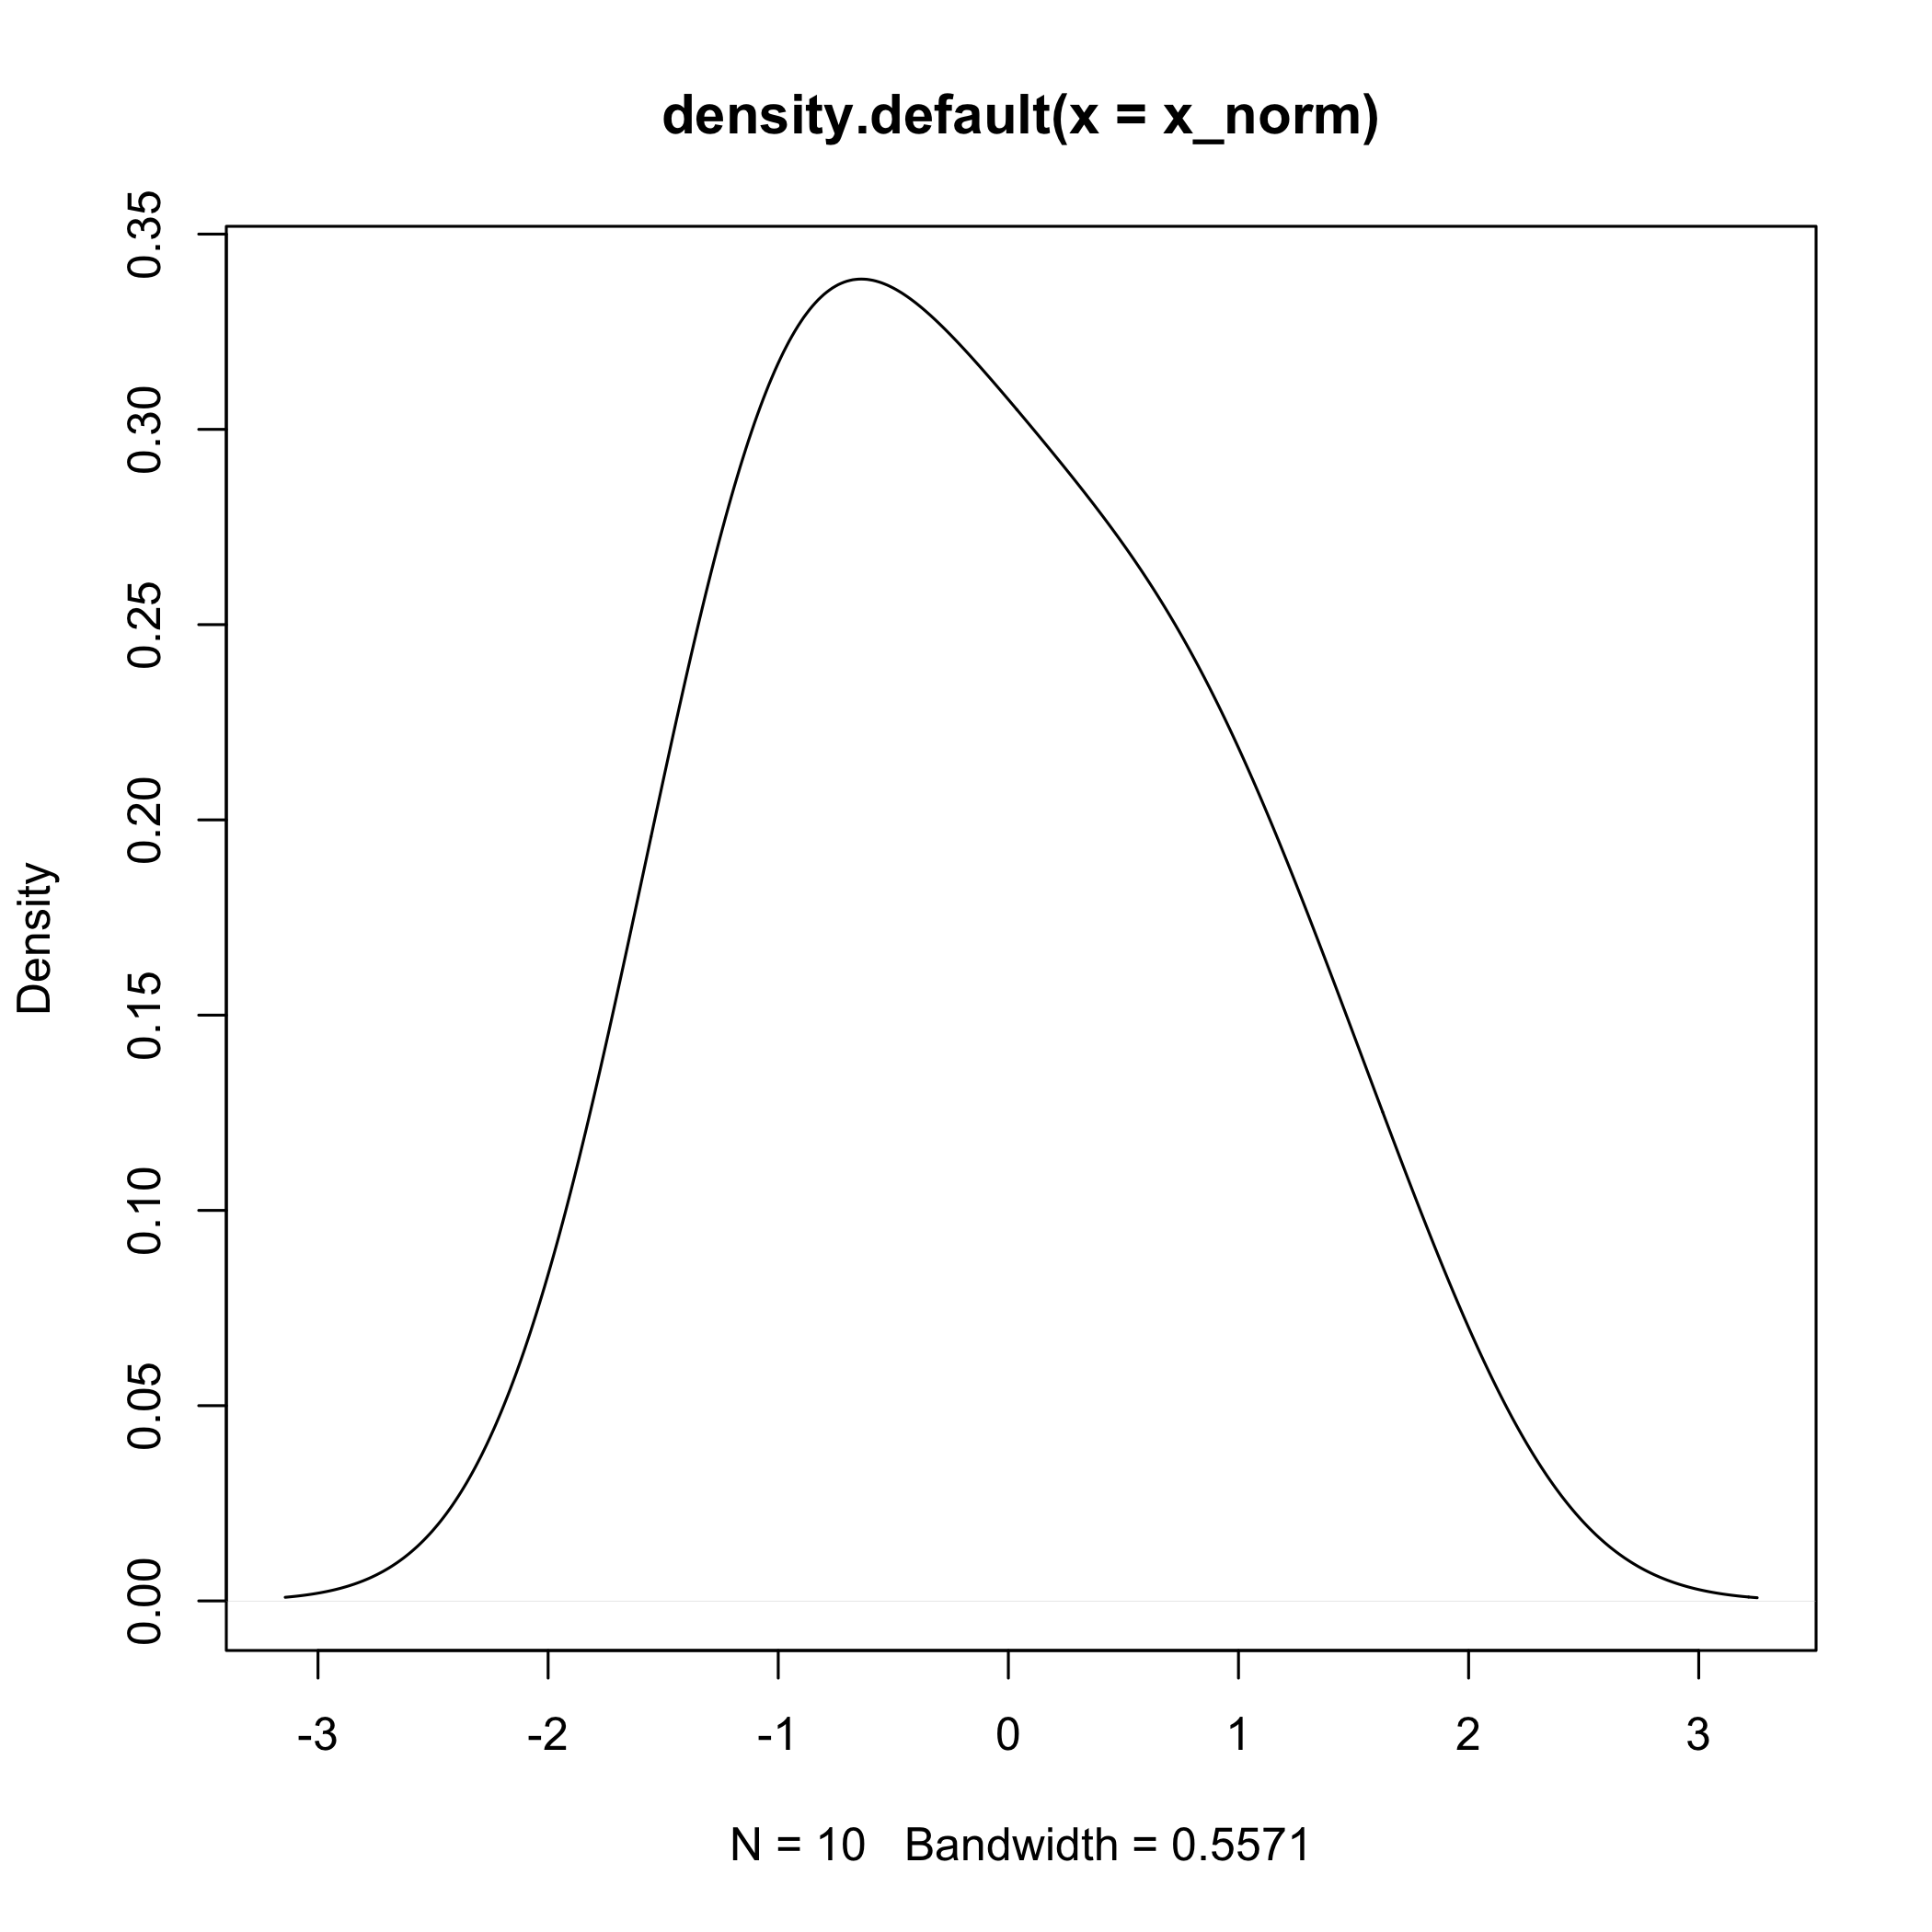 density.default(x = x_norm)
Density
0.35
0.30
0.25
0.20
0.15
0.10
0.05
0.00
-3 -2 -1 0 1 2 3
N = 10 Bandwidth = 0.5571